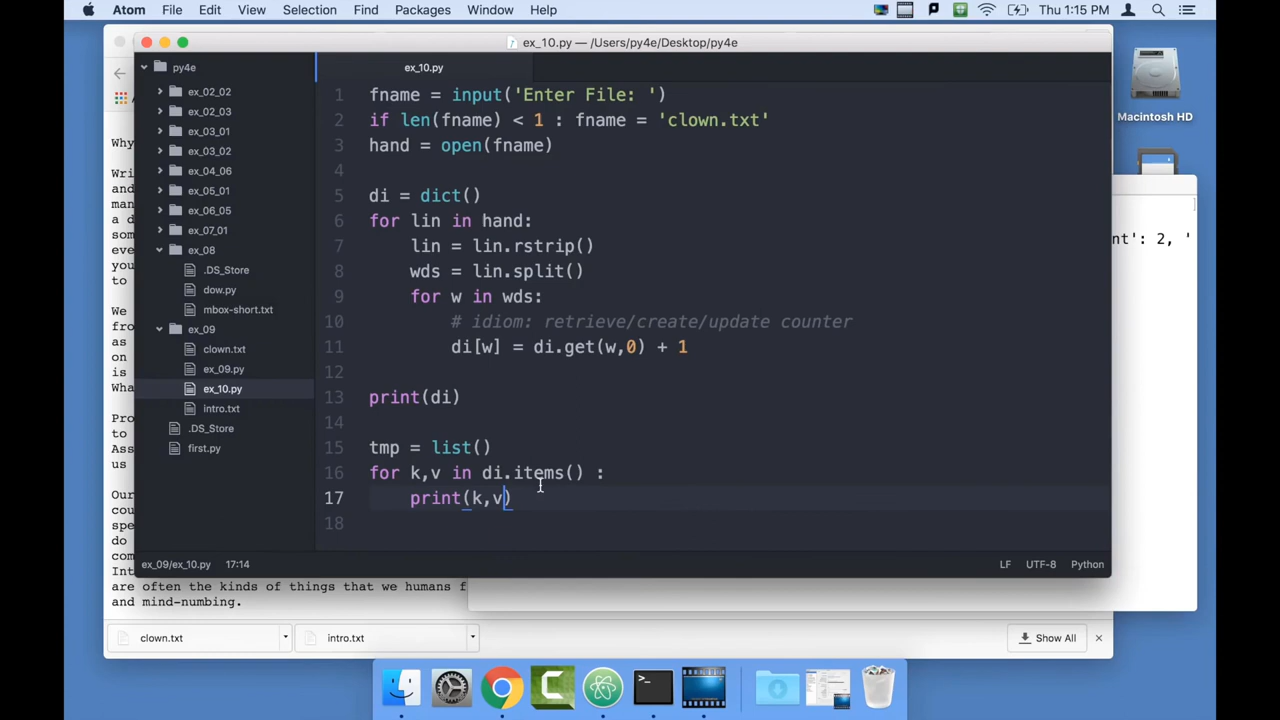 Atom File Edit View Selection Find Packages Window Help Thu 1:15 PM
ex_10.py — /Users/py4e/Desktop/py4e
py4e
ex_02_02
ex_02_03
ex_03_01
ex_03_02
ex_04_06
ex_05_01
ex_06_05
ex_07_01
ex_08
.DS_Store
dow.py
mbox-short.txt
ex_09
clown.txt
ex_09.py
ex_10.py
intro.txt
.DS_Store
first.py
ex_10.py
1 fname = input('Enter File: ')
2 if len(fname) < 1 : fname = 'clown.txt'
3 hand = open(fname)
4
5 di = dict()
6 for lin in hand:
7 lin = lin.rstrip()
8 wds = lin.split()
9 for w in wds:
10 # idiom: retrieve/create/update counter
11 di[w] = di.get(w,0) + 1
12
13 print(di)
14
15 tmp = list()
16 for k,v in di.items() :
17 print(k,v)
18
ex_09/ex_10.py 17:14 LF UTF-8 Python
Macintosh HD
nt': 2, '
Why
Wri
and
man
a d
som
eve
you
to
We
fro
as
on
is
Wha
Pro
to
Ass
us
Our
cou
spe
do
com
Int
are often the kinds of things that we humans f
and mind-numbing.
clown.txt intro.txt Show All